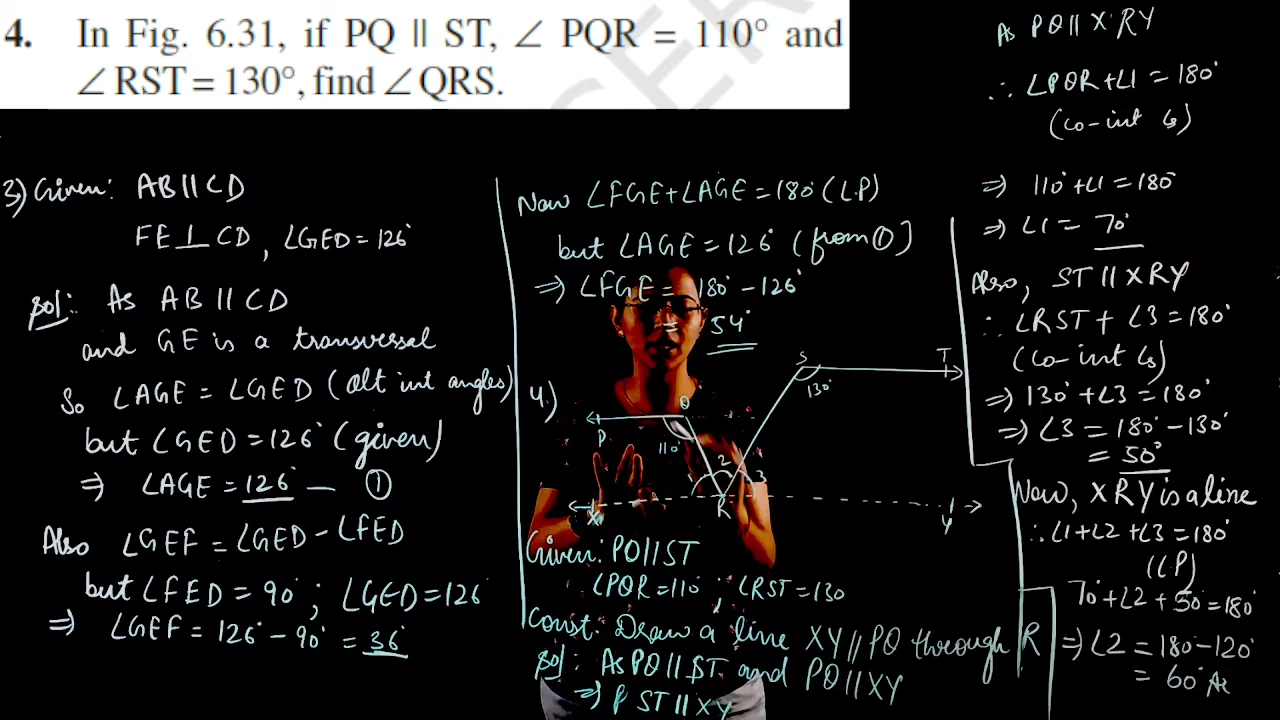 4. In Fig. 6.31, if PQ || ST, ∠ PQR = 110° and
∠ RST = 130°, find ∠ QRS.
3) Given: AB || CD
FE ⊥ CD, ∠GED = 126°
Sol: As AB || CD
and GE is a transversal
So ∠AGE = ∠GED (alt int angles)
but ∠GED = 126° (given)
⇒ ∠AGE = 126° — ①
Also ∠GEF = ∠GED - ∠FED
but ∠FED = 90° ; ∠GED = 126°
⇒ ∠GEF = 126° - 90° = 36°
Now ∠FGE + ∠AGE = 180° (L.P)
but ∠AGE = 126° (from ①)
⇒ ∠FGE = 180° - 126°
= 54°
4)
S T
130°
Q
P
110°
2 3
X R Y
Given: PQ || ST
∠PQR = 110° ; ∠RST = 130
Const: Draw a line XY || PQ through R
Sol: As PQ || ST and PQ || XY
⇒ ST || XY
As PQ || XRY
∴ ∠PQR + ∠1 = 180°
(co-int ∠s)
⇒ 110° + ∠1 = 180°
⇒ ∠1 = 70°
Also, ST || XRY
∴ ∠RST + ∠3 = 180°
(co-int ∠s)
⇒ 130° + ∠3 = 180°
⇒ ∠3 = 180° - 130°
= 50°
Now, XRY is a line
∴ ∠1 + ∠2 + ∠3 = 180°
(L.P)
70° + ∠2 + 50° = 180°
⇒ ∠2 = 180° - 120°
= 60°